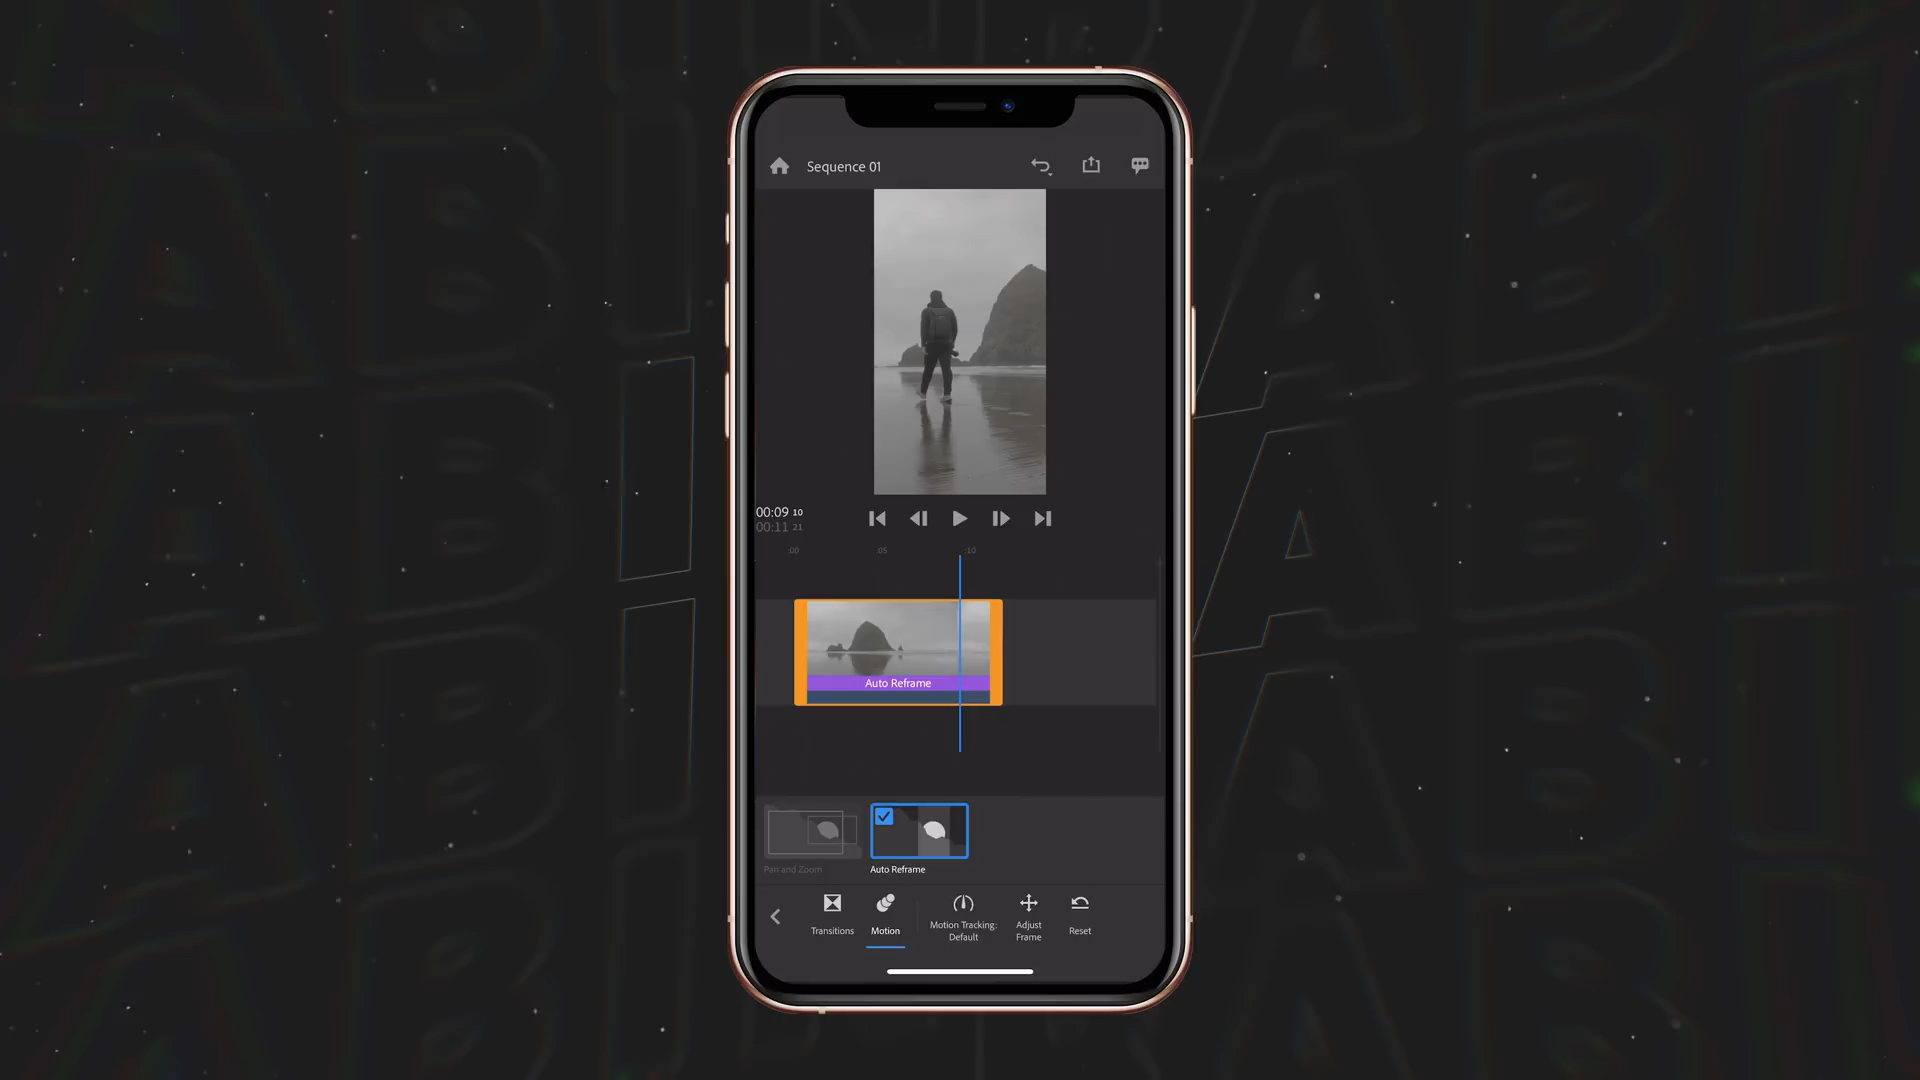 Sequence 01
00:09 10
00:11 21
:00 :05 :10
Auto Reframe
Pan and Zoom
Auto Reframe
Transitions
Motion
Motion Tracking:
Default
Adjust
Frame
Reset